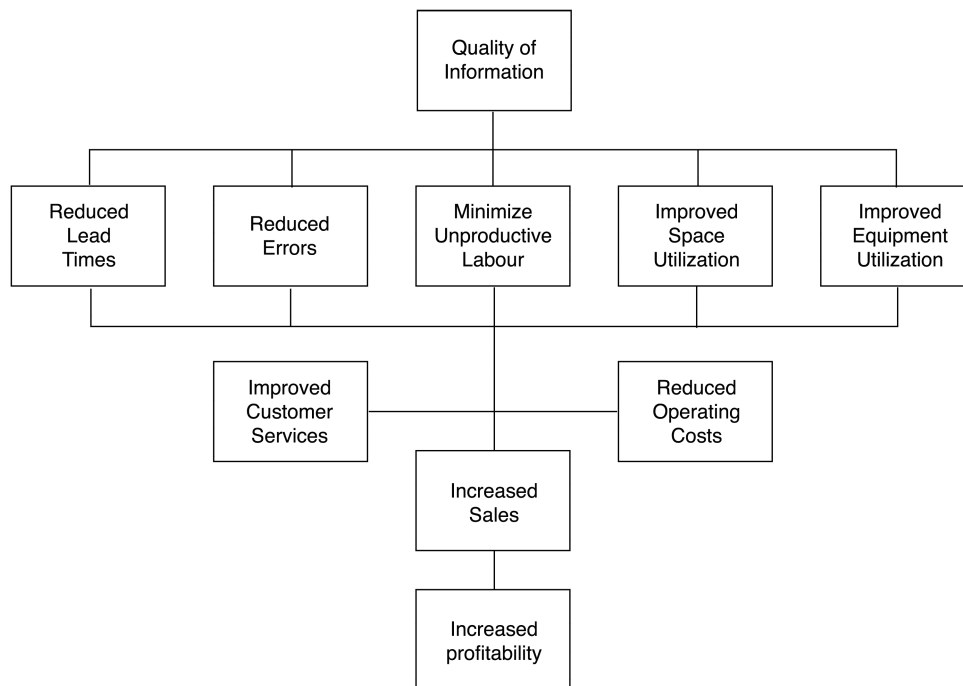 Quality of
Information
Reduced
Lead
Times
Reduced
Errors
Minimize
Unproductive
Labour
Improved
Space
Utilization
Improved
Equipment
Utilization
Improved
Customer
Services
Reduced
Operating
Costs
Increased
Sales
Increased
profitability